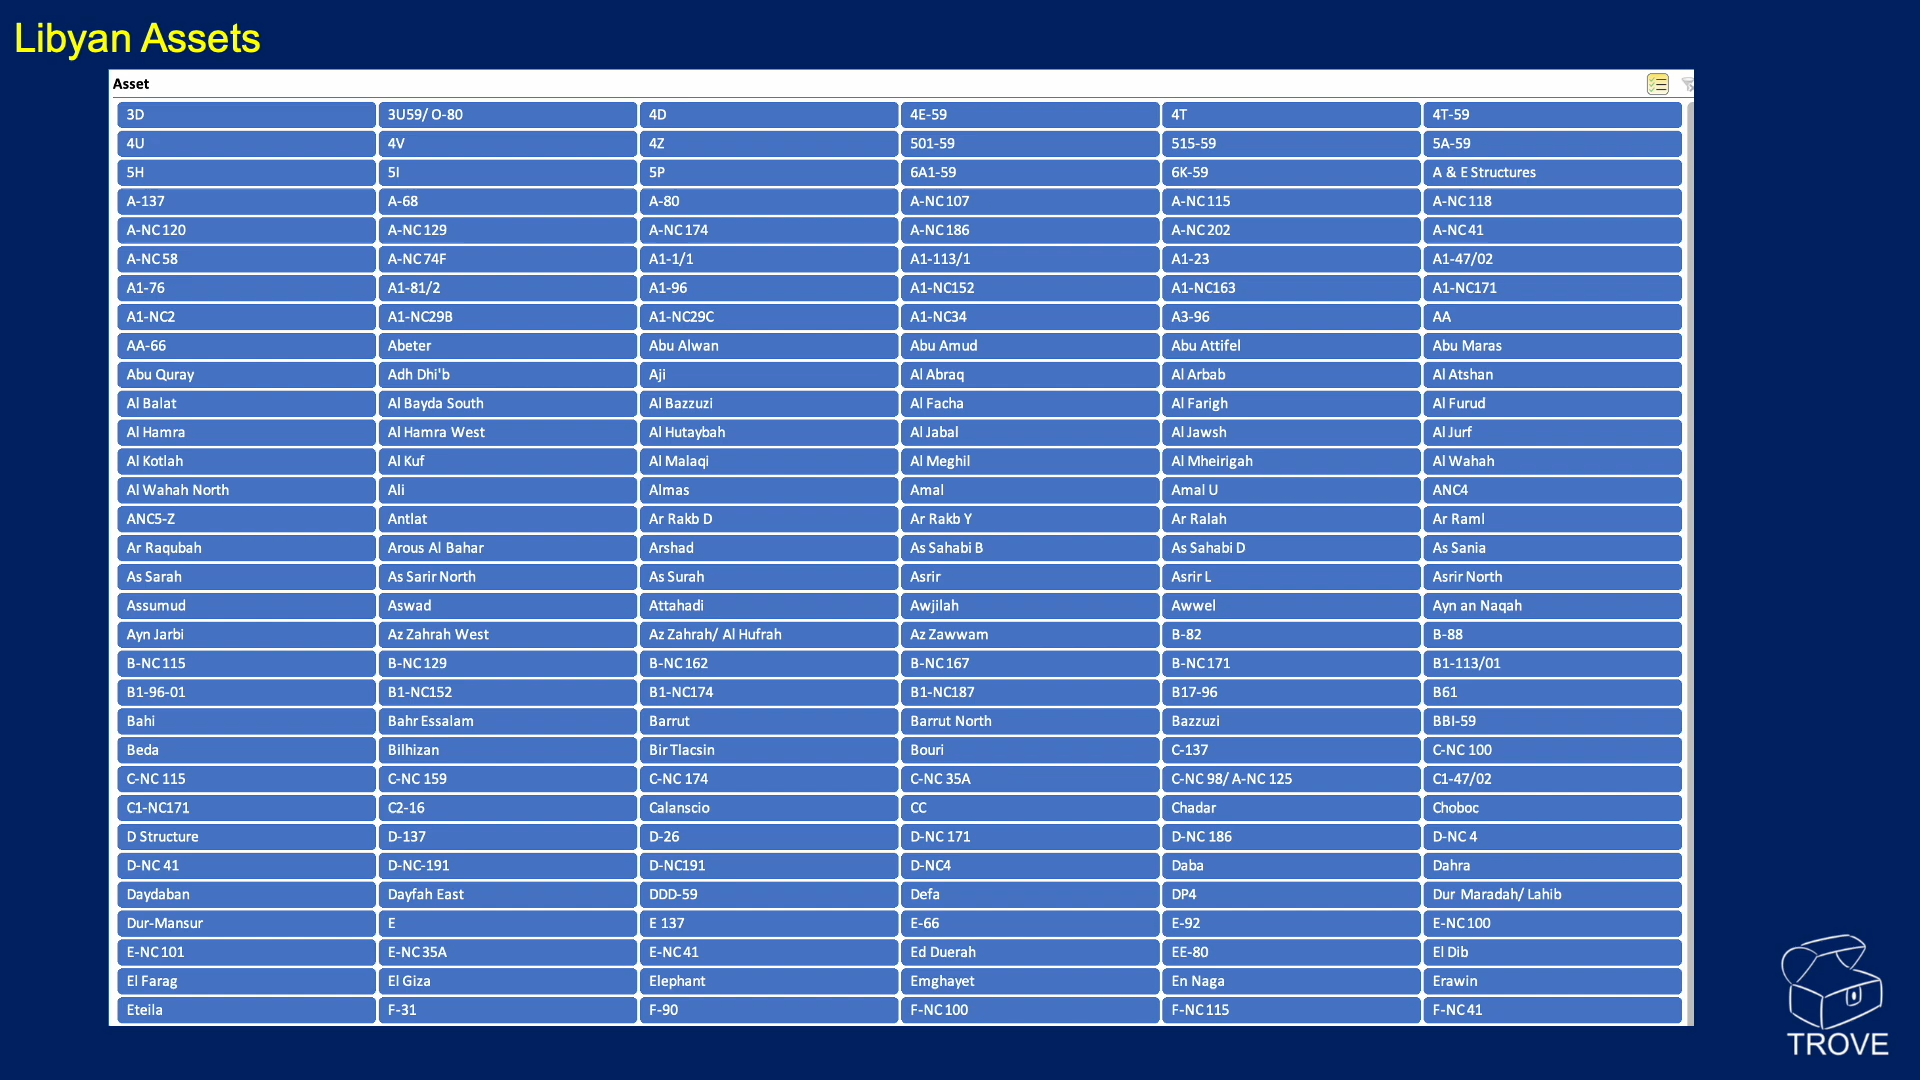 Libyan Assets
Asset
3D 3U59/ O-80 4D 4E-59 4T 4T-59
4U 4V 4Z 501-59 515-59 5A-59
5H 5I 5P 6A1-59 6K-59 A & E Structures
A-137 A-68 A-80 A-NC 107 A-NC 115 A-NC 118
A-NC 120 A-NC 129 A-NC 174 A-NC 186 A-NC 202 A-NC 41
A-NC 58 A-NC 74F A1-1/1 A1-113/1 A1-23 A1-47/02
A1-76 A1-81/2 A1-96 A1-NC152 A1-NC163 A1-NC171
A1-NC2 A1-NC29B A1-NC29C A1-NC34 A3-96 AA
AA-66 Abeter Abu Alwan Abu Amud Abu Attifel Abu Maras
Abu Quray Adh Dhi'b Aji Al Abraq Al Arbab Al Atshan
Al Balat Al Bayda South Al Bazzuzi Al Facha Al Farigh Al Furud
Al Hamra Al Hamra West Al Hutaybah Al Jabal Al Jawsh Al Jurf
Al Kotlah Al Kuf Al Malaqi Al Meghil Al Mheirigah Al Wahah
Al Wahah North Ali Almas Amal Amal U ANC4
ANC5-Z Antlat Ar Rakb D Ar Rakb Y Ar Ralah Ar Raml
Ar Raqubah Arous Al Bahar Arshad As Sahabi B As Sahabi D As Sania
As Sarah As Sarir North As Surah Asrir Asrir L Asrir North
Assumud Aswad Attahadi Awjilah Awwel Ayn an Naqah
Ayn Jarbi Az Zahrah West Az Zahrah/ Al Hufrah Az Zawwam B-82 B-88
B-NC 115 B-NC 129 B-NC 162 B-NC 167 B-NC 171 B1-113/01
B1-96-01 B1-NC152 B1-NC174 B1-NC187 B17-96 B61
Bahi Bahr Essalam Barrut Barrut North Bazzuzi BBI-59
Beda Bilhizan Bir Tlacsin Bouri C-137 C-NC 100
C-NC 115 C-NC 159 C-NC 174 C-NC 35A C-NC 98/ A-NC 125 C1-47/02
C1-NC171 C2-16 Calanscio CC Chadar Choboc
D Structure D-137 D-26 D-NC 171 D-NC 186 D-NC 4
D-NC 41 D-NC-191 D-NC191 D-NC4 Daba Dahra
Daydaban Dayfah East DDD-59 Defa DP4 Dur Maradah/ Lahib
Dur-Mansur E E 137 E-66 E-92 E-NC 100
E-NC 101 E-NC 35A E-NC 41 Ed Duerah EE-80 El Dib
El Farag El Giza Elephant Emghayet En Naga Erawin
Eteila F-31 F-90 F-NC 100 F-NC 115 F-NC 41
TROVE